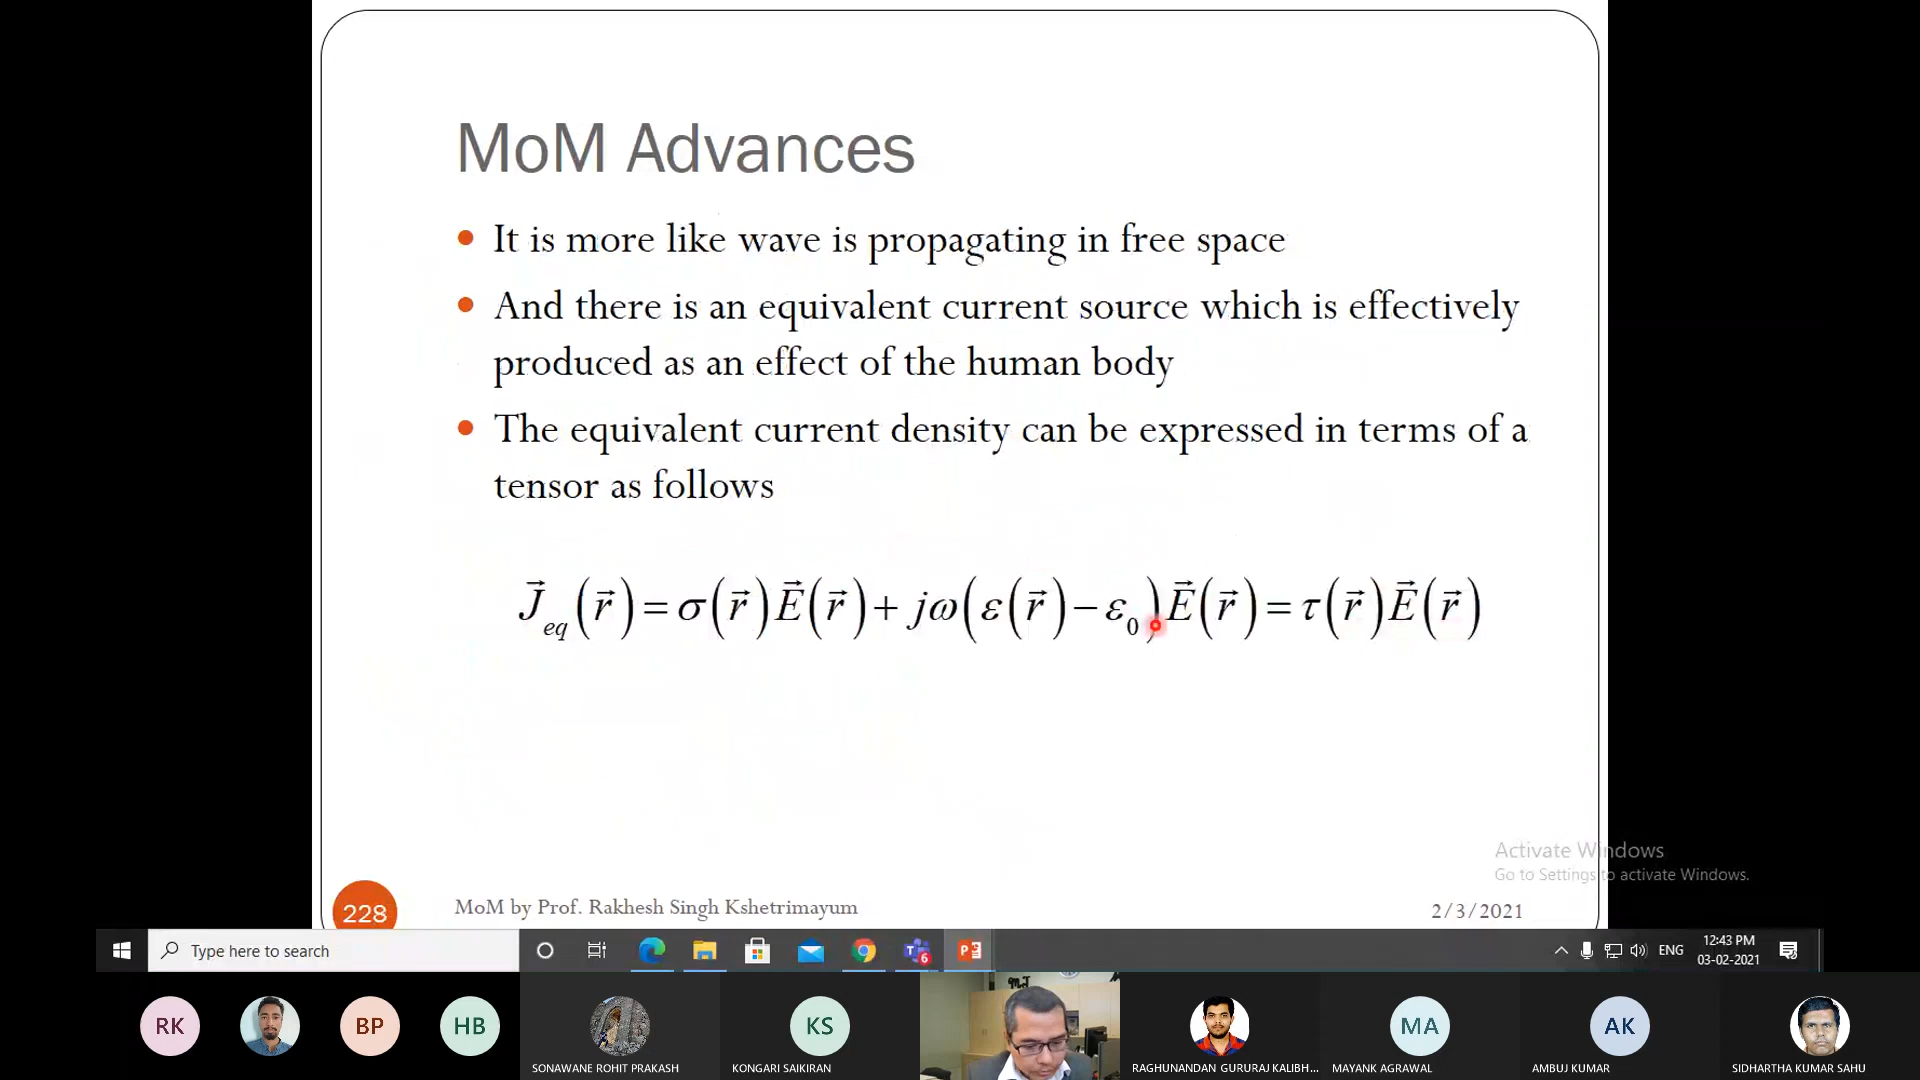 MoM Advances
It is more like wave is propagating in free space
And there is an equivalent current source which is effectively
produced as an effect of the human body
The equivalent current density can be expressed in terms of a
tensor as follows
J⃗_eq(r⃗) = σ(r⃗)E⃗(r⃗) + jω(ε(r⃗) − ε₀)E⃗(r⃗) = τ(r⃗)E⃗(r⃗)
Activate Windows
Go to Settings to activate Windows.
228
MoM by Prof. Rakhesh Singh Kshetrimayum
2/3/2021
Type here to search
6
ENG
12:43 PM
03-02-2021
RK
BP
HB
KS
MA
AK
SONAWANE ROHIT PRAKASH
KONGARI SAIKIRAN
RAGHUNANDAN GURURAJ KALIBH...
MAYANK AGRAWAL
AMBUJ KUMAR
SIDHARTHA KUMAR SAHU